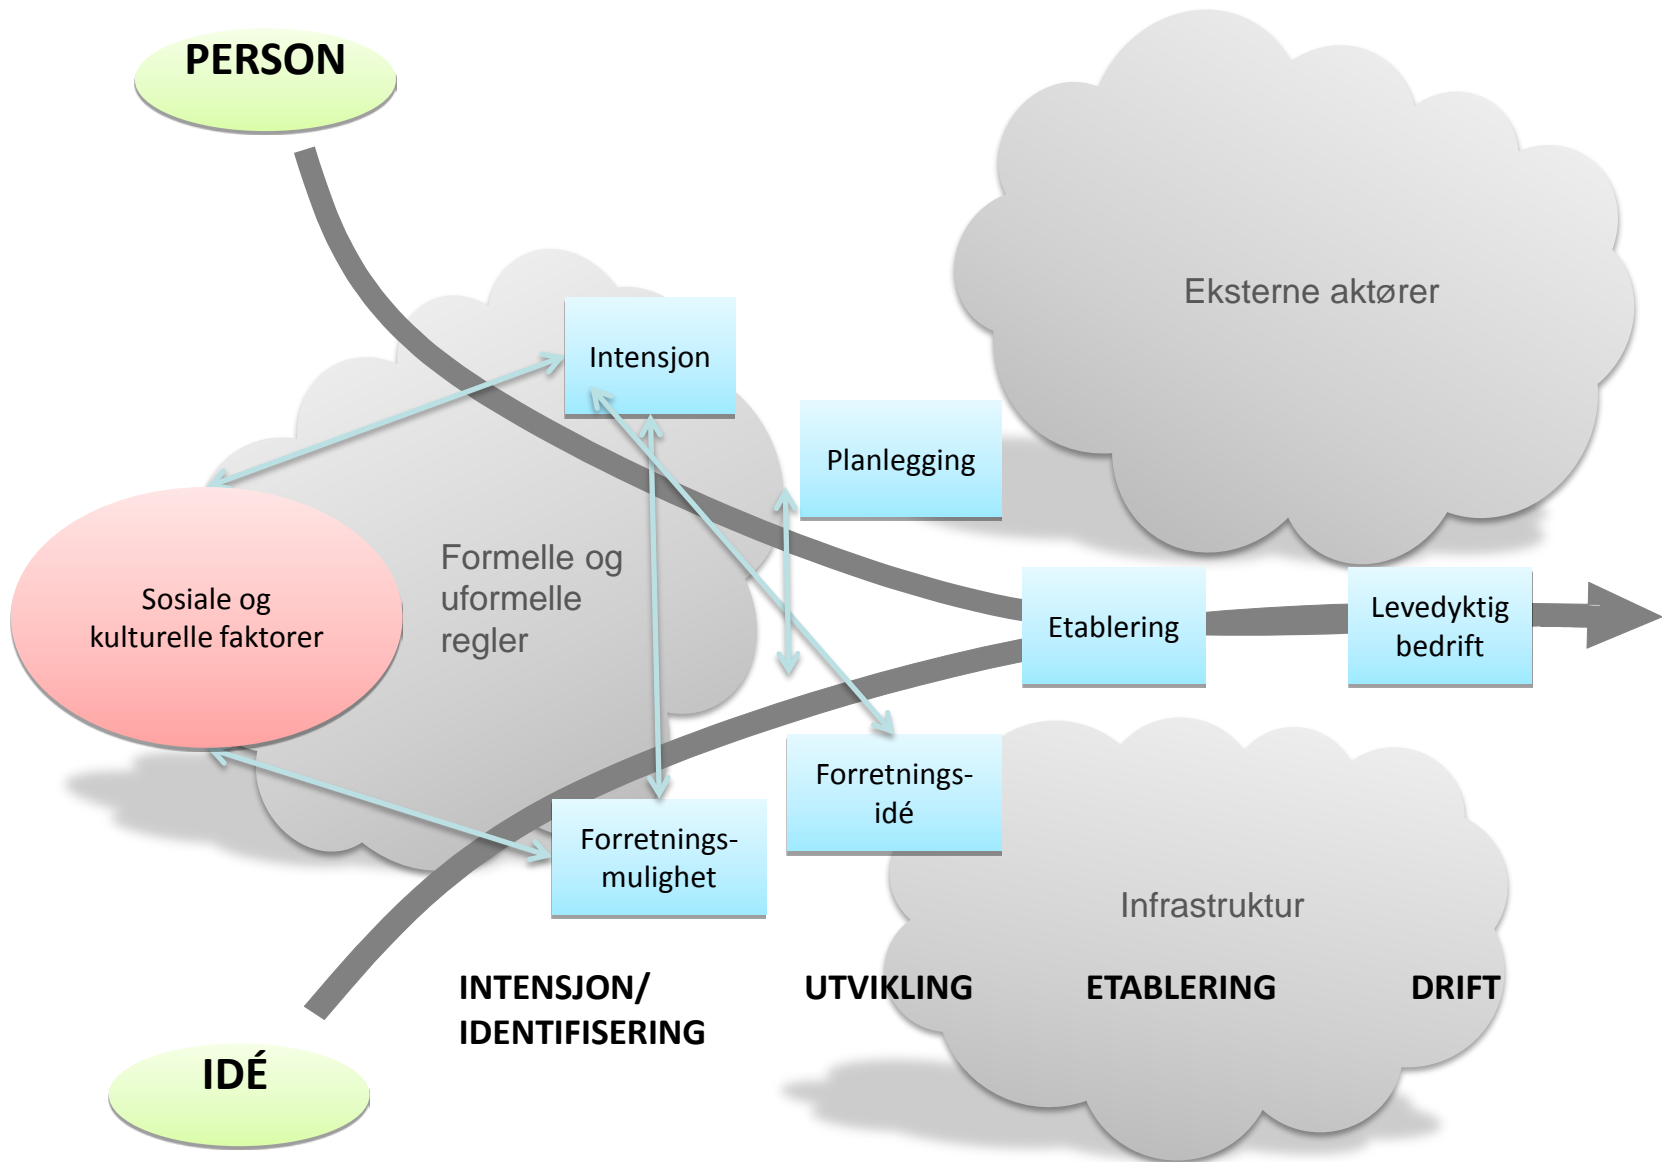 PERSON
Eksterne aktører
Intensjon
Planlegging
Formelle og
uformelle
regler
Sosiale og
kulturelle faktorer
Etablering
Levedyktig
bedrift
Forretnings-
idé
Forretnings-
mulighet
Infrastruktur
INTENSJON/
IDENTIFISERING
UTVIKLING
ETABLERING
DRIFT
IDÉ